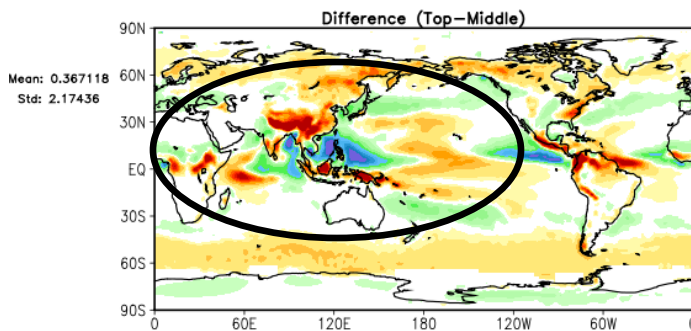 Difference (Top-Middle)
Mean: 0.367118
Std: 2.17436
90N
60N
30N
EQ
30S
60S
90S
0 60E 120E 180 120W 60W